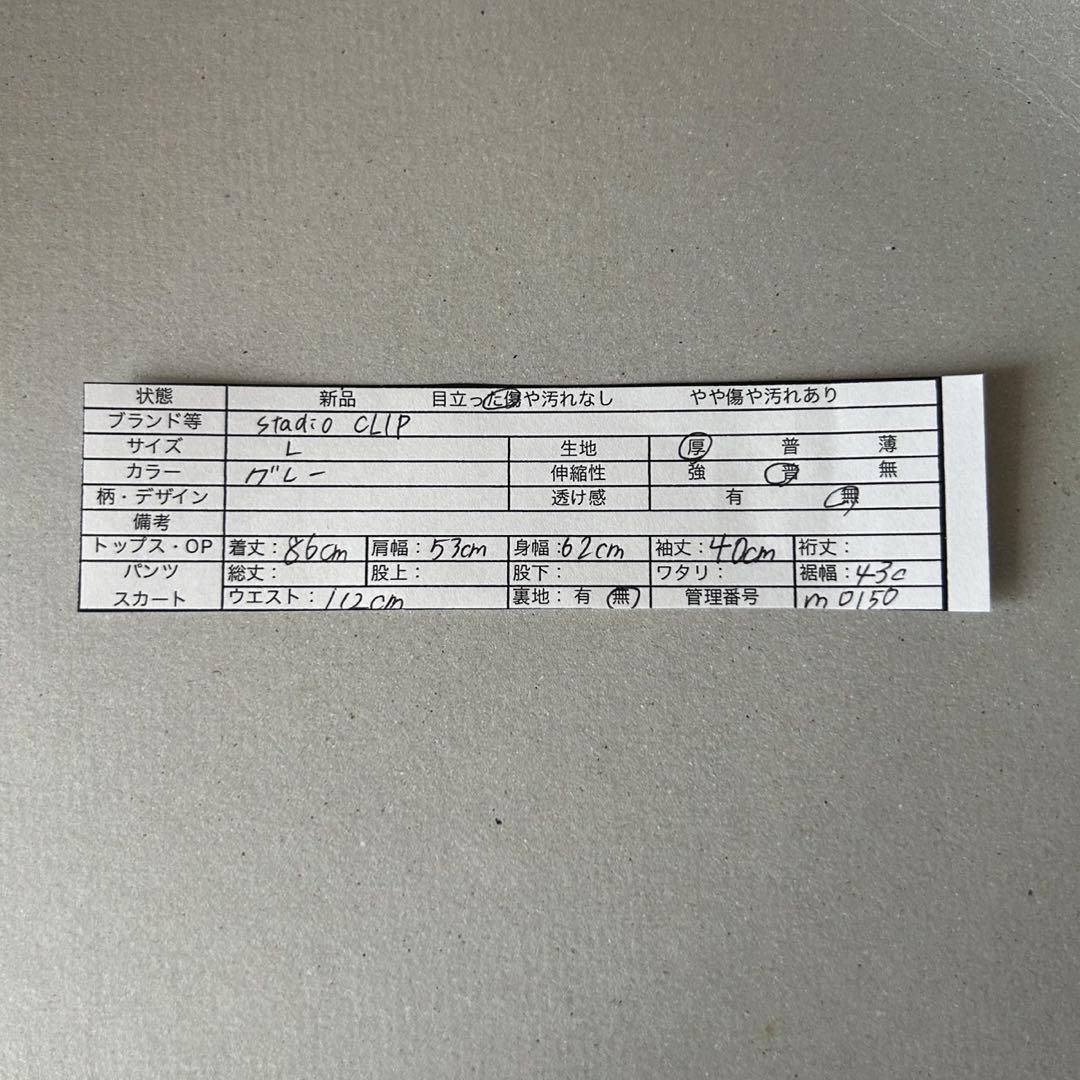 状態 新品 目立った傷や汚れなし やや傷や汚れあり
ブランド等 stadio CLIP
サイズ L 生地 厚 普 薄
カラー グレー 伸縮性 強 普 無
柄・デザイン 透け感 有 無
備考
トップス・OP 着丈：86cm 肩幅：53cm 身幅：62cm 袖丈：40cm 裄丈：
パンツ 総丈： 股上： 股下： ワタリ： 裾幅：43c
スカート ウエスト：112cm 裏地： 有 無 管理番号 m0150